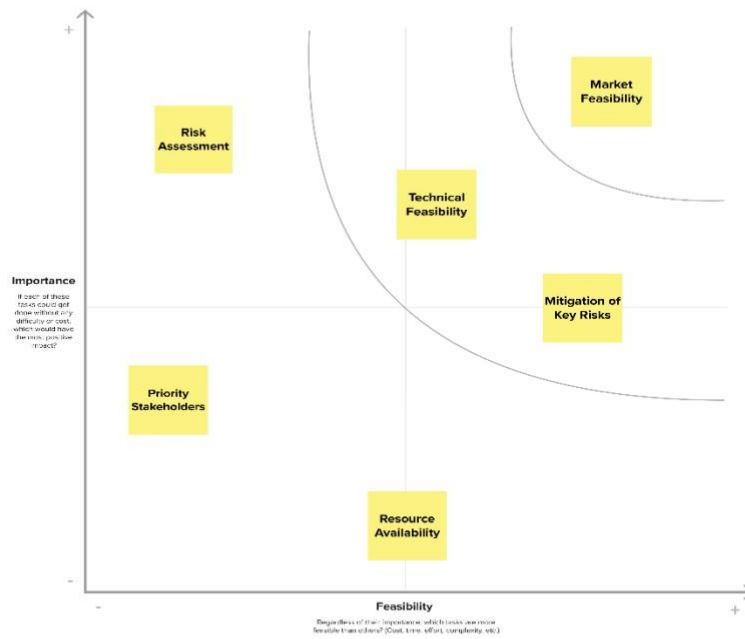 +
Market
Feasibility
Risk
Assessment
Technical
Feasibility
Importance
If each of these
tasks could get
done without any
difficulty or cost,
which would have
the most positive
impact?
Mitigation of
Key Risks
Priority
Stakeholders
Resource
Availability
-
-
Feasibility
+
Regardless of their importance, which tasks are more
feasible than others? (Cost, time, effort, complexity, etc.)